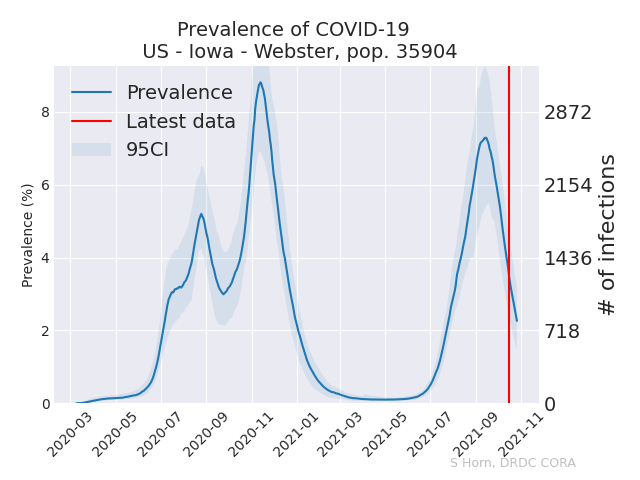 Prevalence of COVID-19
US - Iowa - Webster, pop. 35904
Prevalence
Latest data
95CI
Prevalence (%)
8
6
4
2
0
2872
2154
1436
718
0
# of infections
2020-03
2020-05
2020-07
2020-09
2020-11
2021-01
2021-03
2021-05
2021-07
2021-09
2021-11
S Horn, DRDC CORA